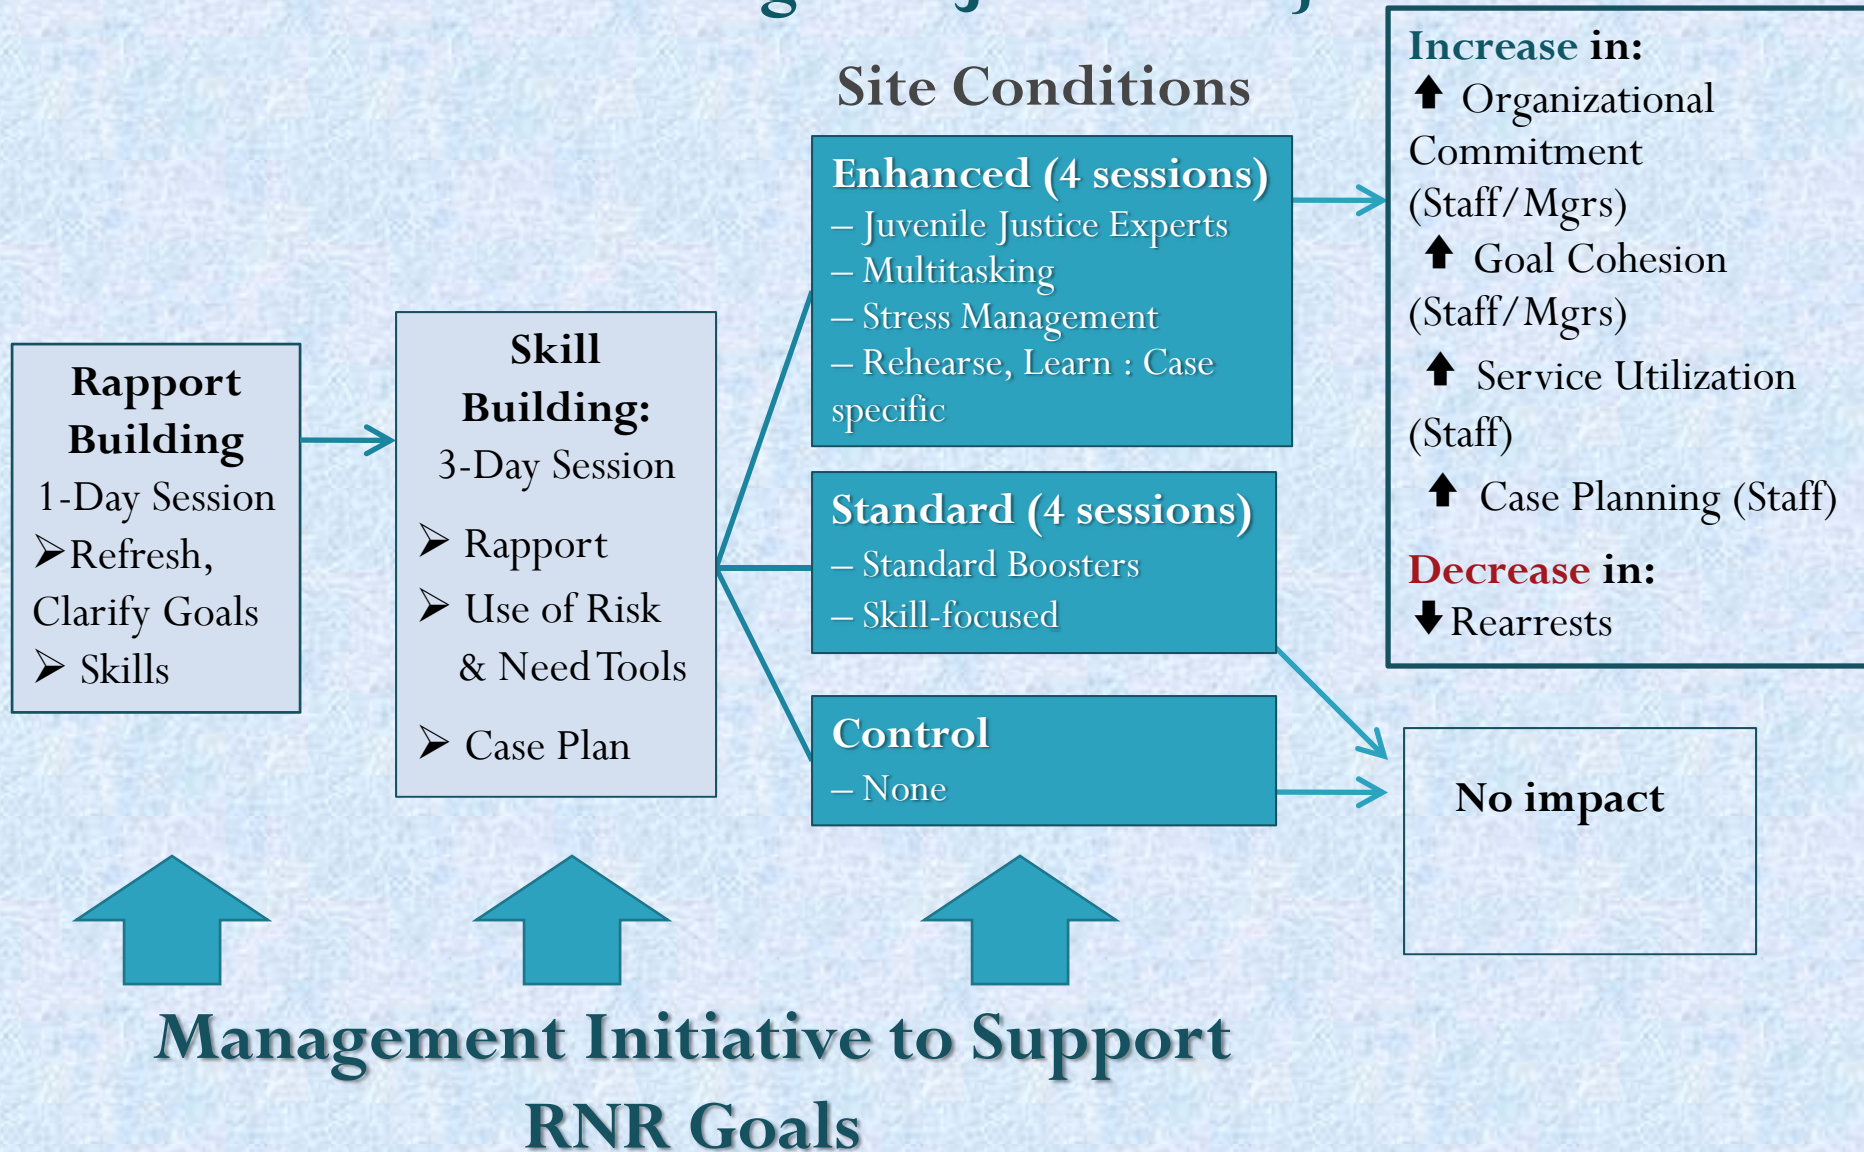 Site Conditions
Rapport
Building
1-Day Session
➢Refresh,
Clarify Goals
➢ Skills
Skill
Building:
3-Day Session
➢ Rapport
➢ Use of Risk
& Need Tools
➢ Case Plan
Enhanced (4 sessions)
– Juvenile Justice Experts
– Multitasking
– Stress Management
– Rehearse, Learn : Case
specific
Standard (4 sessions)
– Standard Boosters
– Skill-focused
Control
– None
Increase in:
⬆ Organizational
Commitment
(Staff/Mgrs)
⬆ Goal Cohesion
(Staff/Mgrs)
⬆ Service Utilization
(Staff)
⬆ Case Planning (Staff)
Decrease in:
⬇Rearrests
No impact
Management Initiative to Support
RNR Goals